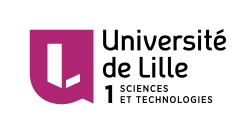 Université
de Lille
1 SCIENCES
ET TECHNOLOGIES